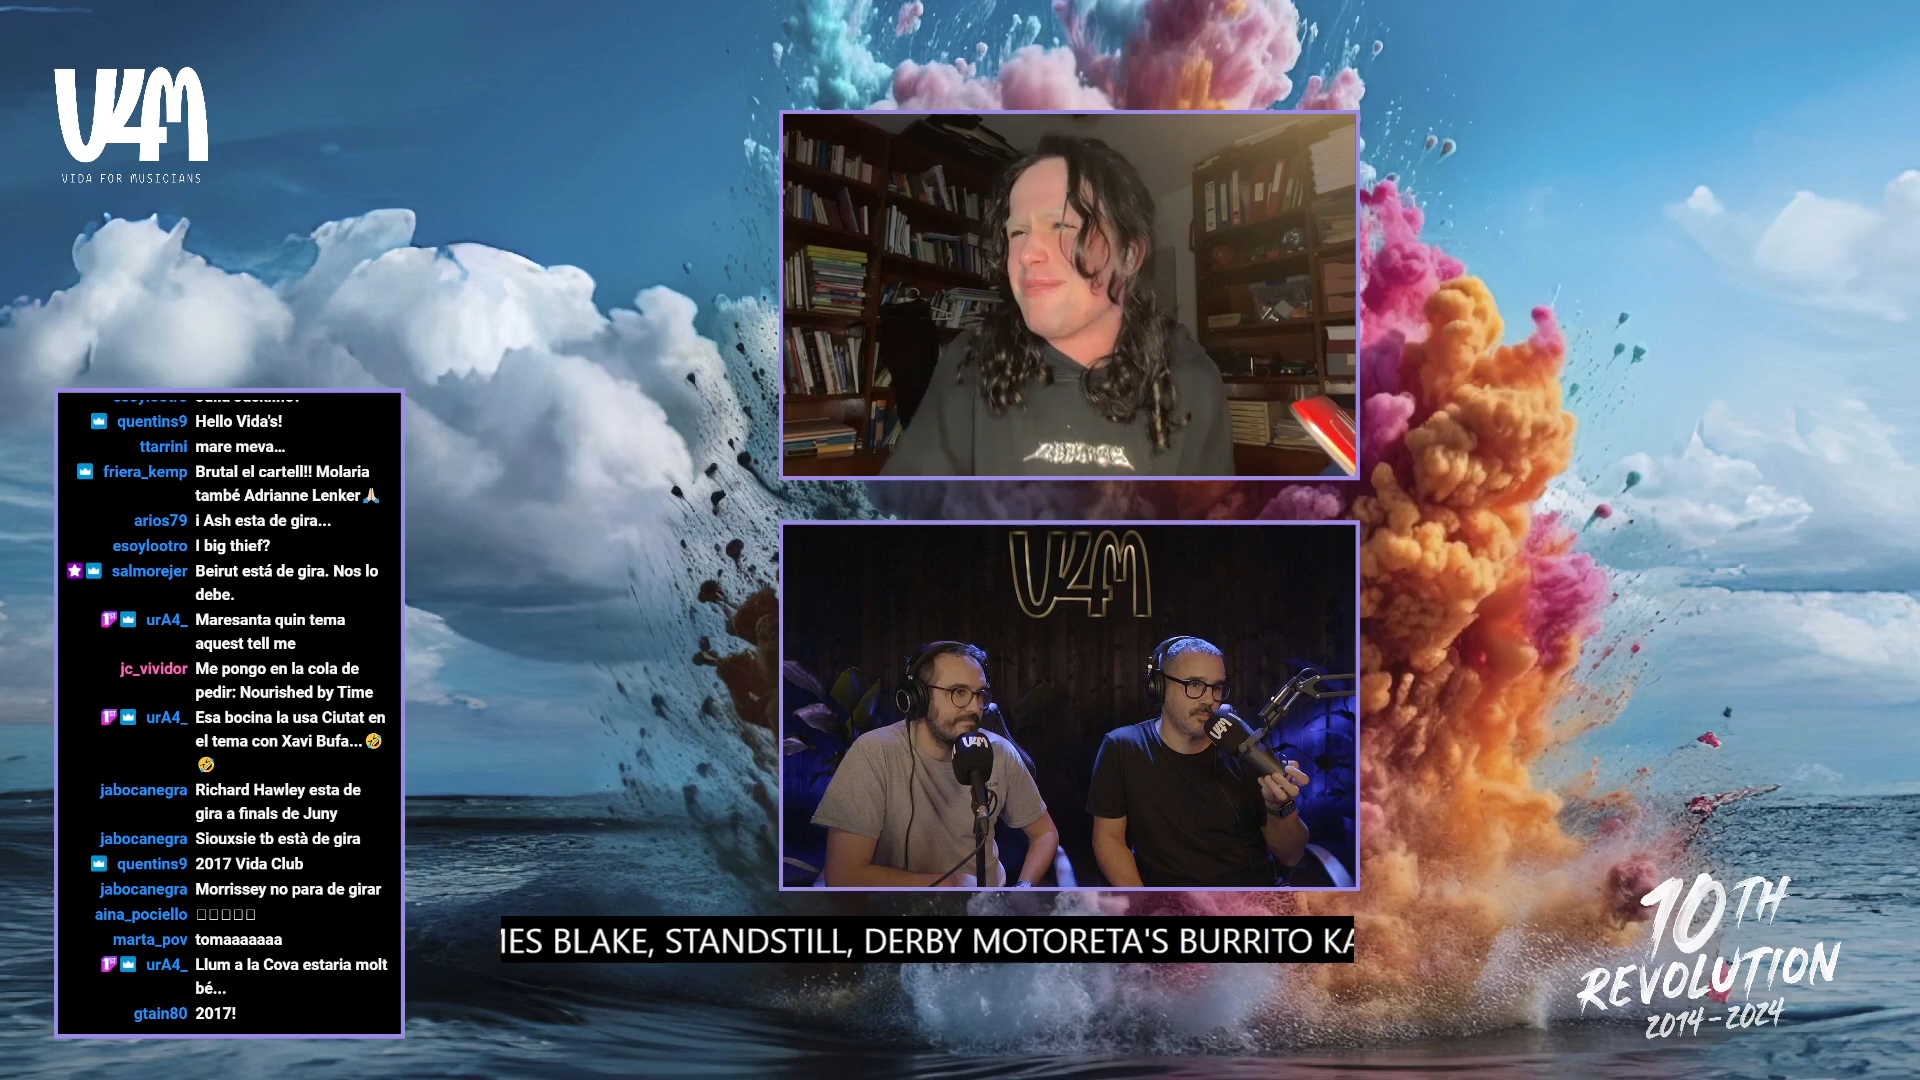 V4M
VIDA FOR MUSICIANS
quentins9 Hello Vida's!
ttarrini mare meva...
friera_kemp Brutal el cartell!! Molaria
també Adrianne Lenker🙏🏻
arios79 i Ash esta de gira...
esoylootro I big thief?
salmorejer Beirut está de gira. Nos lo
debe.
urA4_ Maresanta quin tema
aquest tell me
jc_vividor Me pongo en la cola de
pedir: Nourished by Time
urA4_ Esa bocina la usa Ciutat en
el tema con Xavi Bufa...🤣
🤣
jabocanegra Richard Hawley esta de
gira a finals de Juny
jabocanegra Siouxsie tb està de gira
quentins9 2017 Vida Club
jabocanegra Morrissey no para de girar
aina_pociello
marta_pov tomaaaaaaa
urA4_ Llum a la Cova estaria molt
bé...
gtain80 2017!
V4M
V4M
V4M
MES BLAKE, STANDSTILL, DERBY MOTORETA'S BURRITO KA
10TH
REVOLUTION
2014-2024